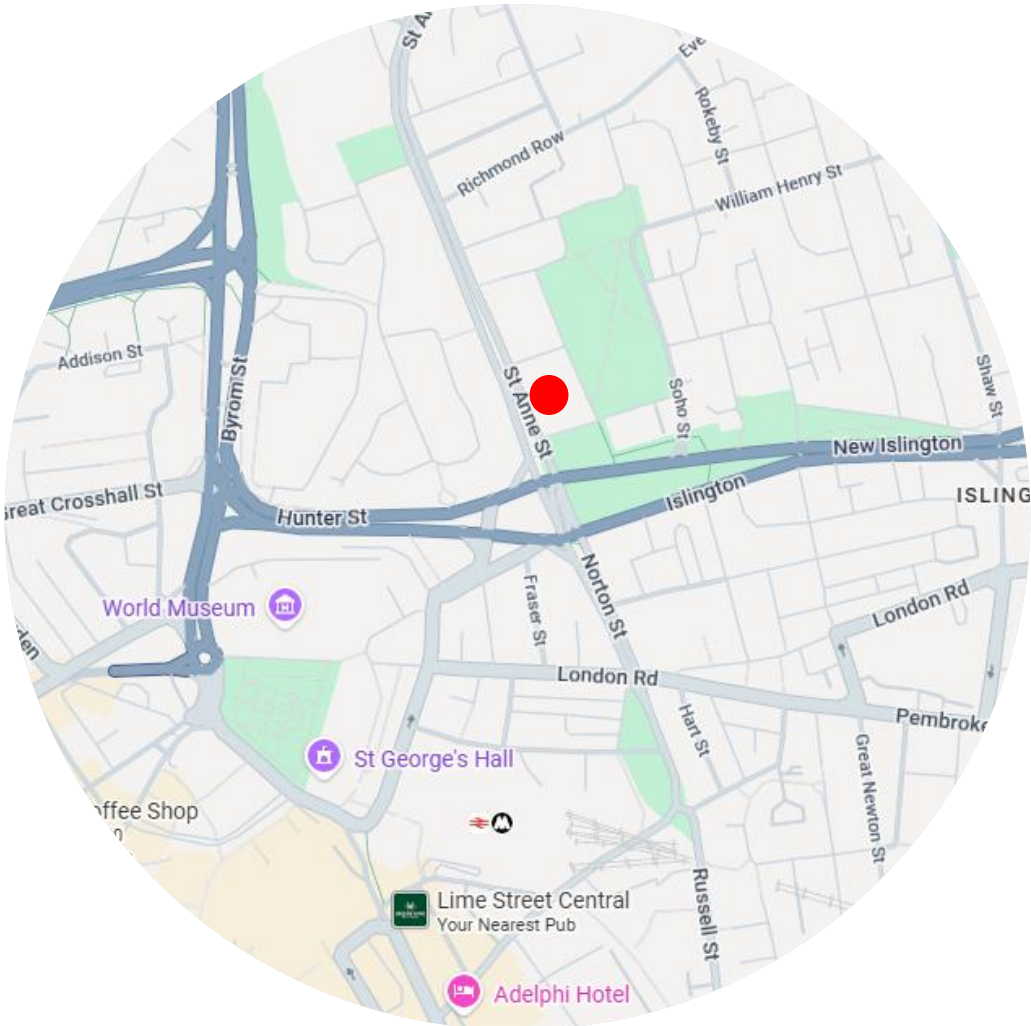 St A
Eve
Rokeby St
Richmond Row
William Henry St
Addison St
Byrom St
St Anne St
Soho St
Shaw St
New Islington
Great Crosshall St
Islington
ISLING
Hunter St
Norton St
Fraser St
World Museum
London Rd
den
London Rd
Hart St
Pembroke
St George's Hall
Great Newton St
offee Shop
Lime Street Central
Your Nearest Pub
Russell St
Adelphi Hotel